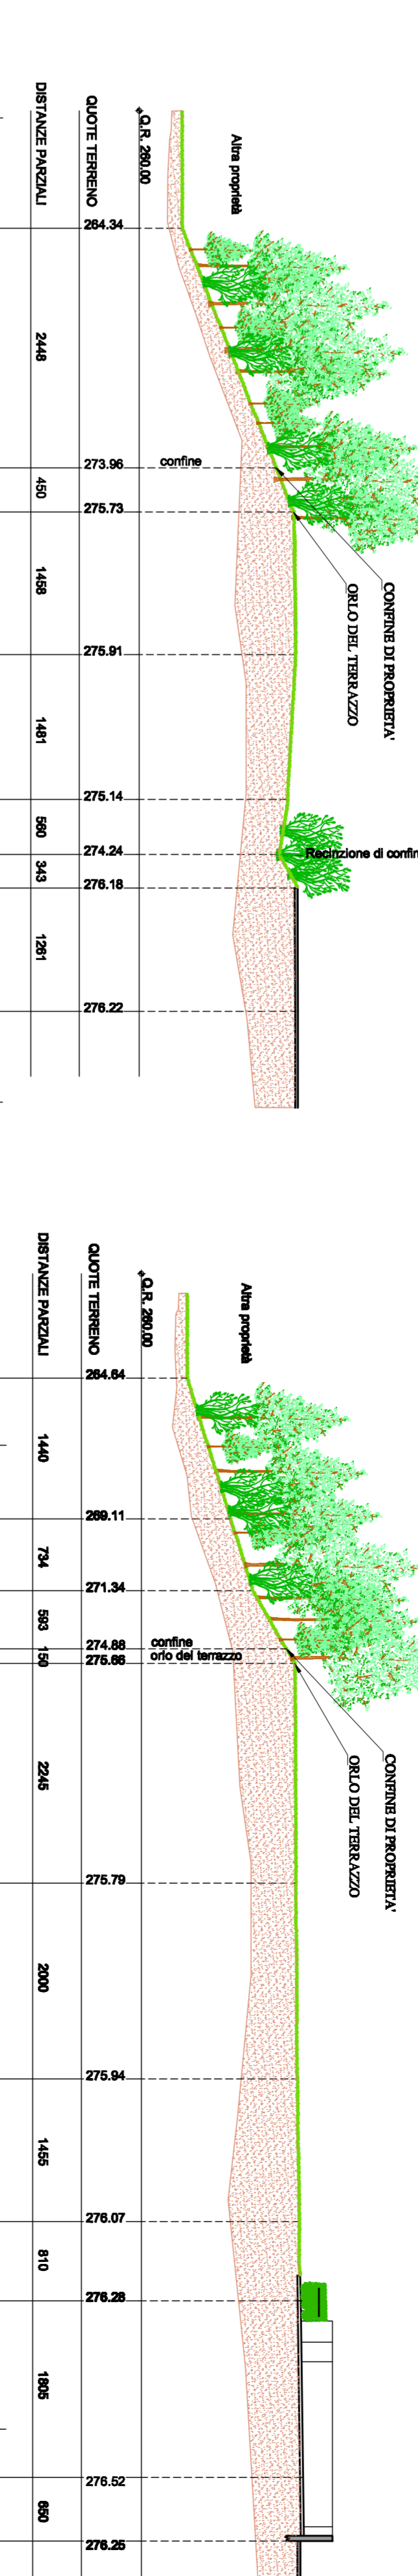 Altra proprietà
Q.R. 260.00
QUOTE TERRENO
DISTANZE PARZIALI
264.34
2448
273.96
confine
450
275.73
1458
275.91
1481
275.14
560
274.24
343
276.18
1261
276.22
CONFINE DI PROPRIETA'
ORLO DEL TERRAZZO
Recinzione di confin
Altra proprietà
Q.R. 260.00
QUOTE TERRENO
DISTANZE PARZIALI
264.64
1440
269.11
734
271.34
593
274.88
confine
150
275.66
orlo del terrazzo
2245
275.79
2000
275.94
1455
276.07
810
276.28
1805
276.52
650
276.25
CONFINE DI PROPRIETA'
ORLO DEL TERRAZZO